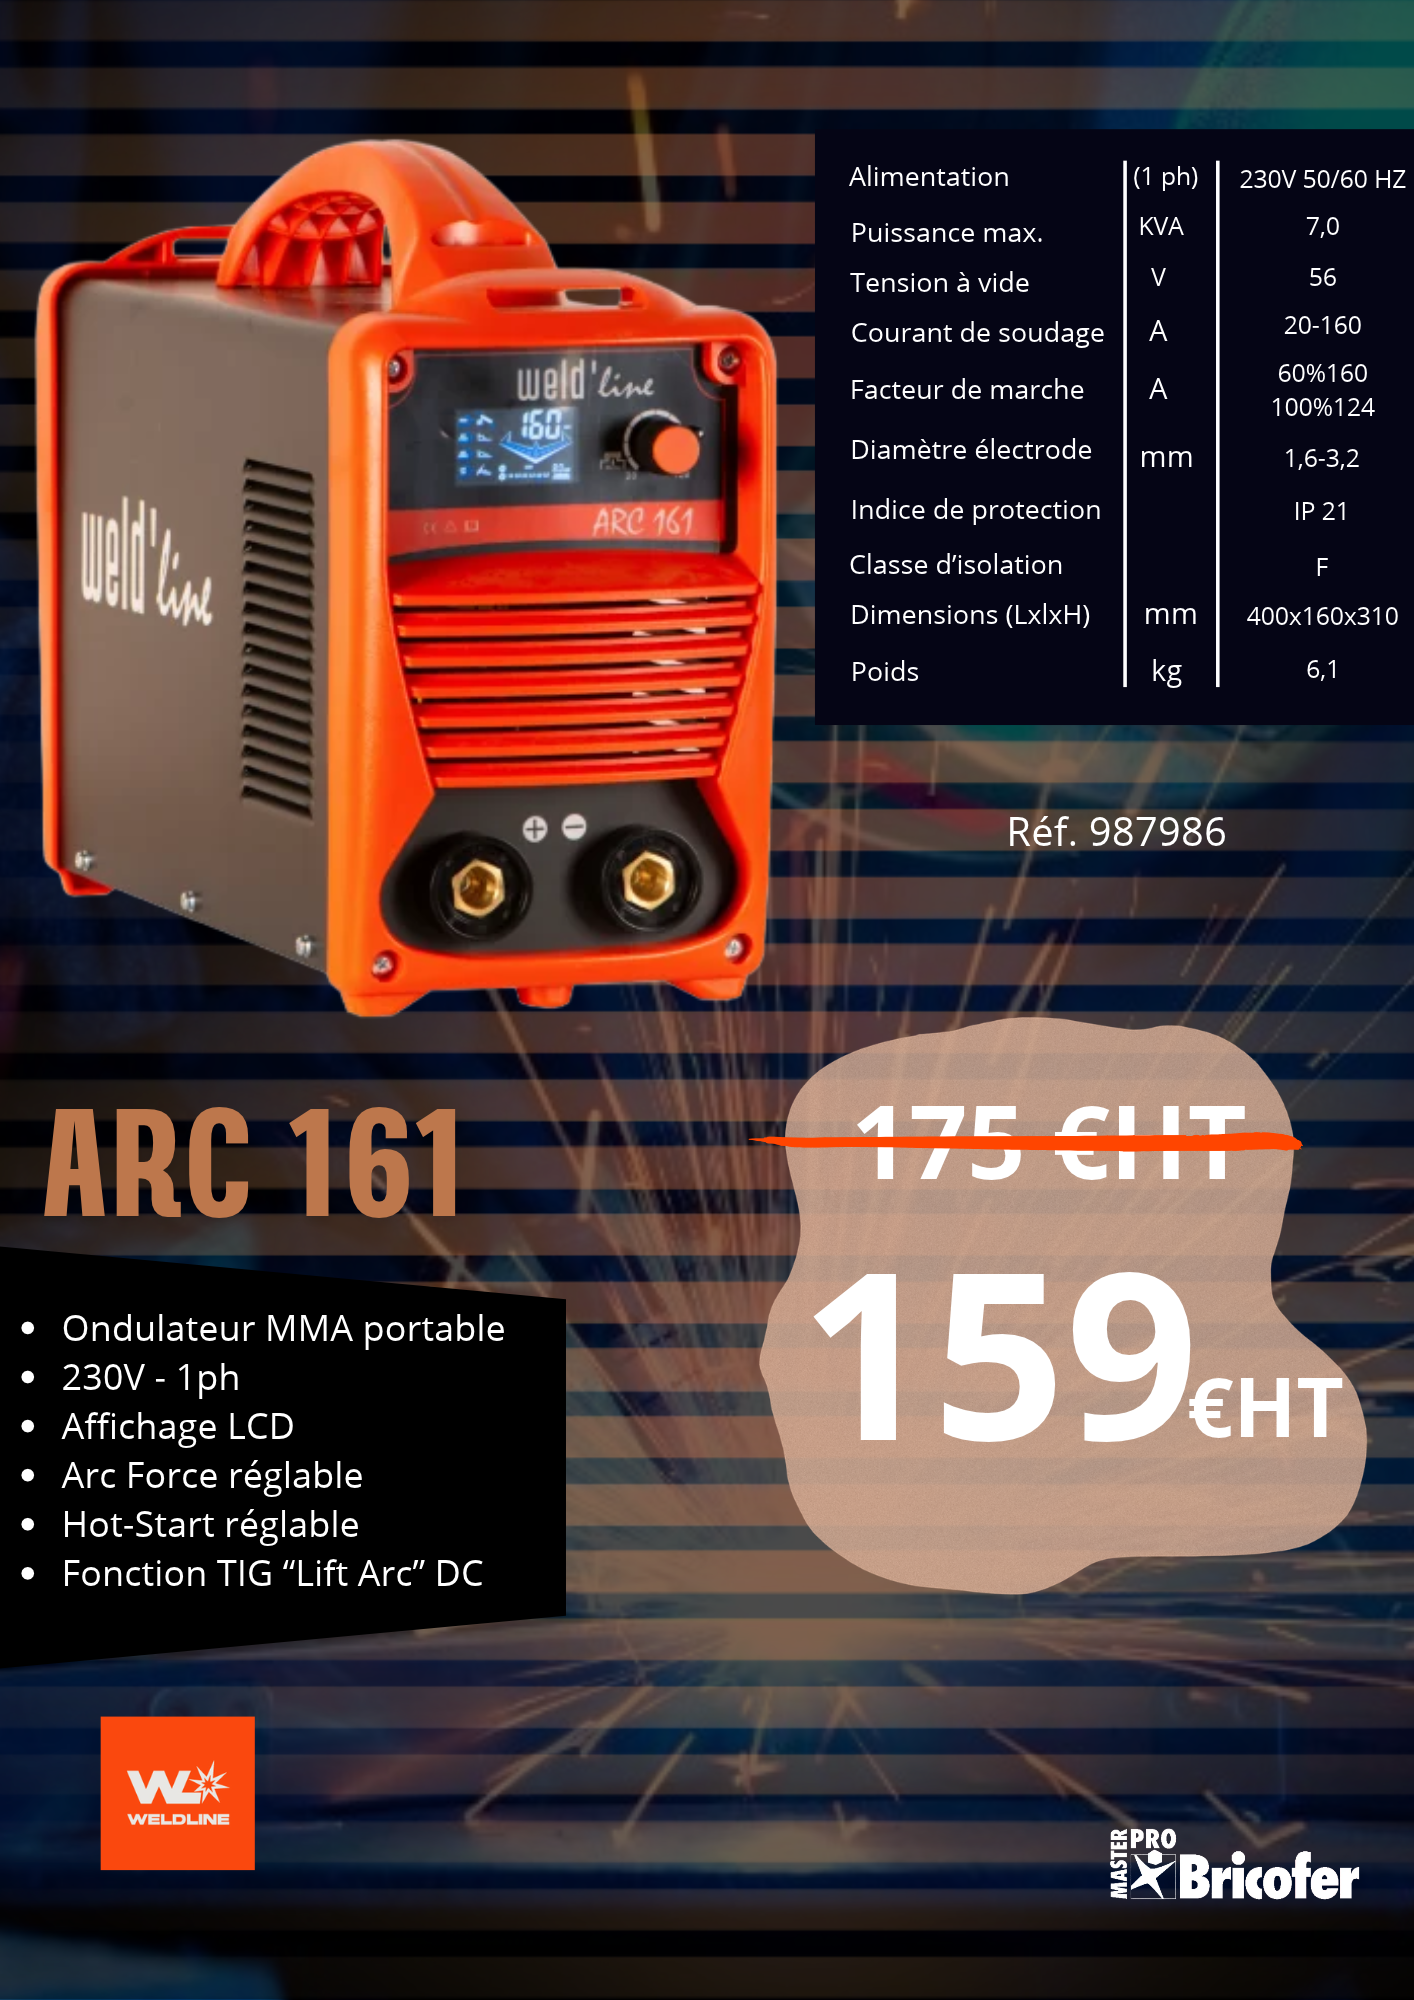 Alimentation (1 ph) 230V 50/60 HZ
Puissance max. KVA 7,0
Tension à vide V 56
Courant de soudage A 20-160
Facteur de marche A 60%160
100%124
Diamètre électrode mm 1,6-3,2
Indice de protection IP 21
Classe d’isolation F
Dimensions (LxlxH) mm 400x160x310
Poids kg 6,1
weld'line
160
ARC 161
weld'line
Réf. 987986
ARC 161
175 €HT
159€HT
• Ondulateur MMA portable
• 230V - 1ph
• Affichage LCD
• Arc Force réglable
• Hot-Start réglable
• Fonction TIG “Lift Arc” DC
WL
WELDLINE
MASTER PRO
Bricofer